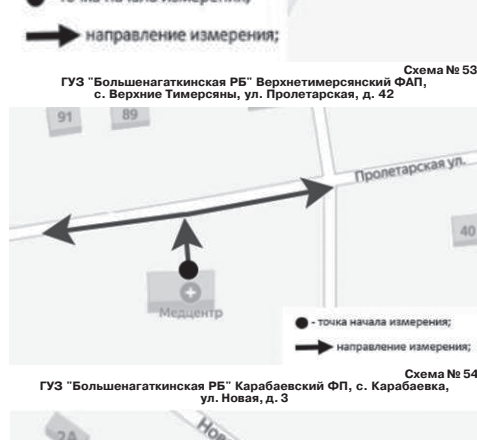 направление измерения;
Схема № 53
ГУЗ "Большенагаткинская РБ" Верхнетимерсянский ФАП,
с. Верхние Тимерсяны, ул. Пролетарская, д. 42
91
89
Пролетарская ул.
40
Медцентр
- точка начала измерения;
направление измерения;
Схема № 54
ГУЗ "Большенагаткинская РБ" Карабаевский ФП, с. Карабаевка,
ул. Новая, д. 3
2А